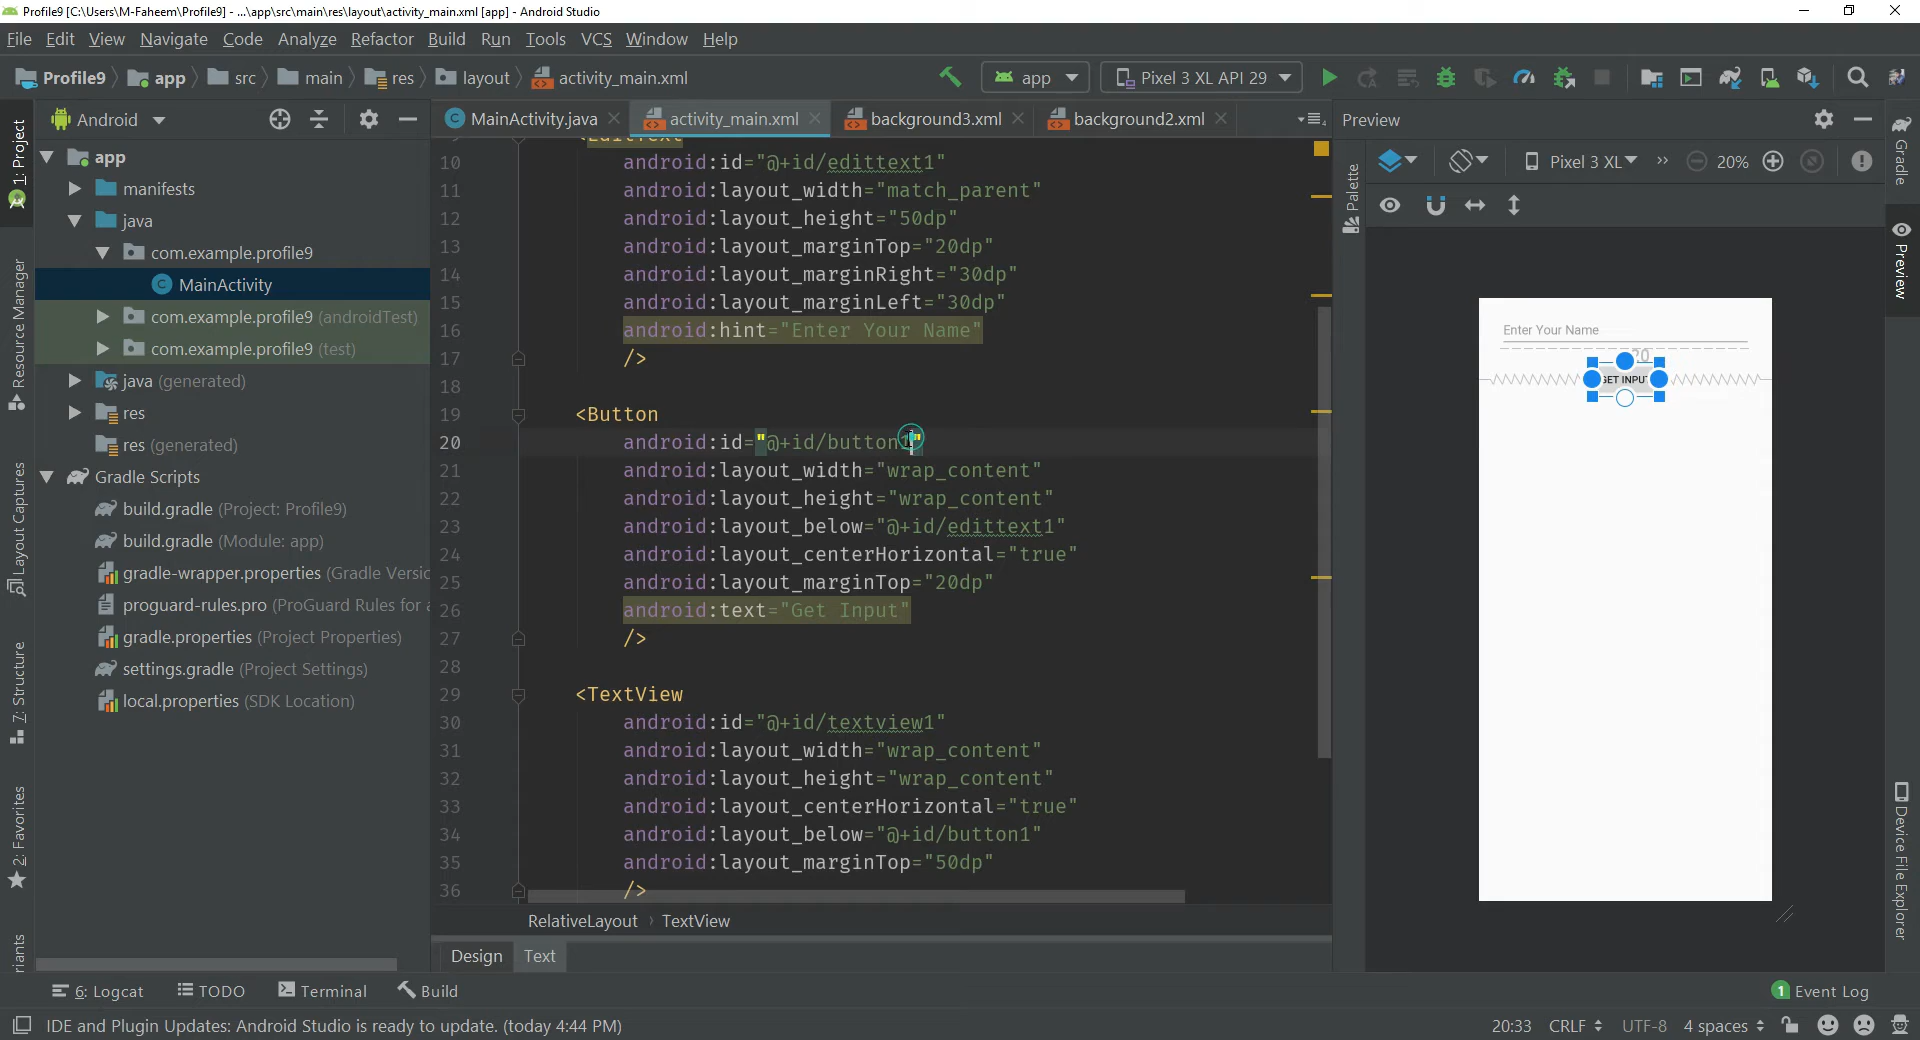 Profile9 [C:\Users\M-Faheem\Profile9] - ...\app\src\main\res\layout\activity_main.xml [app] - Android Studio
File Edit View Navigate Code Analyze Refactor Build Run Tools VCS Window Help
Profile9 app src main res layout activity_main.xml app Pixel 3 XL API 29
Android
MainActivity.java activity_main.xml background3.xml background2.xml
Preview
1: Project
Resource Manager
Layout Captures
7: Structure
2: Favorites
riants
app
manifests
java
com.example.profile9
MainActivity
com.example.profile9 (androidTest)
com.example.profile9 (test)
java (generated)
res
res (generated)
Gradle Scripts
build.gradle (Project: Profile9)
build.gradle (Module: app)
gradle-wrapper.properties (Gradle Versio
proguard-rules.pro (ProGuard Rules for a
gradle.properties (Project Properties)
settings.gradle (Project Settings)
local.properties (SDK Location)
<EditText
10 android:id="@+id/edittext1"
11 android:layout_width="match_parent"
12 android:layout_height="50dp"
13 android:layout_marginTop="20dp"
14 android:layout_marginRight="30dp"
15 android:layout_marginLeft="30dp"
16 android:hint="Enter Your Name"
17 />
18
19 <Button
20 android:id="@+id/button1"
21 android:layout_width="wrap_content"
22 android:layout_height="wrap_content"
23 android:layout_below="@+id/edittext1"
24 android:layout_centerHorizontal="true"
25 android:layout_marginTop="20dp"
26 android:text="Get Input"
27 />
28
29 <TextView
30 android:id="@+id/textview1"
31 android:layout_width="wrap_content"
32 android:layout_height="wrap_content"
33 android:layout_centerHorizontal="true"
34 android:layout_below="@+id/button1"
35 android:layout_marginTop="50dp"
36 />
RelativeLayout › TextView
Design Text
Palette
Pixel 3 XL » 20%
Enter Your Name
20
GET INPUT
Gradle
Preview
Device File Explorer
6: Logcat TODO Terminal Build
1 Event Log
IDE and Plugin Updates: Android Studio is ready to update. (today 4:44 PM)
20:33 CRLF UTF-8 4 spaces